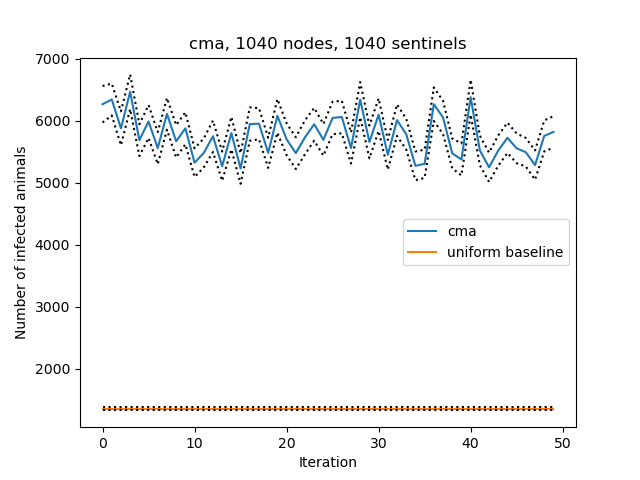 cma, 1040 nodes, 1040 sentinels
7000
6000
5000
4000
3000
2000
Number of infected animals
cma
uniform baseline
0 10 20 30 40 50
Iteration